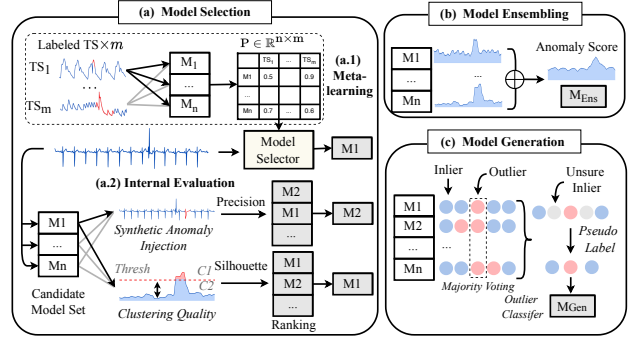 (a) Model Selection
Labeled TS×m
TS1
...
TSm
M1
...
Mn
P ∈ ℝ^n×m
TS1 ... TSm
M1 0.5 0.9
...
Mn 0.7 ... 0.6
(a.1)
Meta-
learning
Model
Selector
M1
(a.2) Internal Evaluation
M1
...
Mn
Candidate
Model Set
Synthetic Anomaly
Injection
Precision
M2
M1
...
M2
Thresh
C1
C2
Clustering Quality
Silhouette
M1
M2
...
M1
Ranking
(b) Model Ensembling
M1
...
Mn
...
Anomaly Score
MEns
(c) Model Generation
Inlier
Outlier
Unsure
Inlier
M1
M2
...
Mn
...
Majority Voting
Pseudo
Label
Outlier
Classifer
MGen